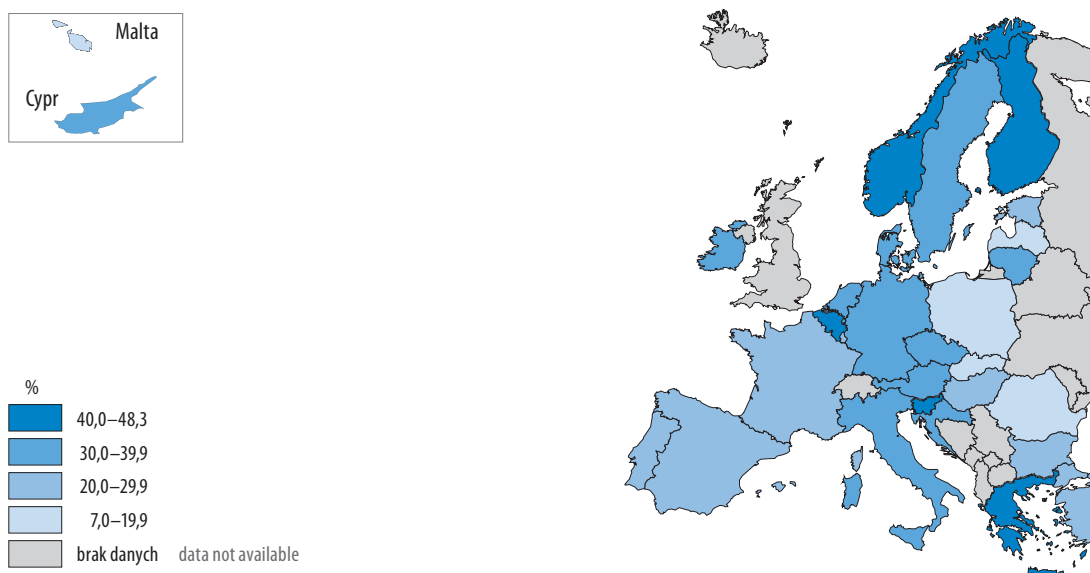 Malta
Cypr
%
40,0–48,3
30,0–39,9
20,0–29,9
7,0–19,9
brak danych data not available